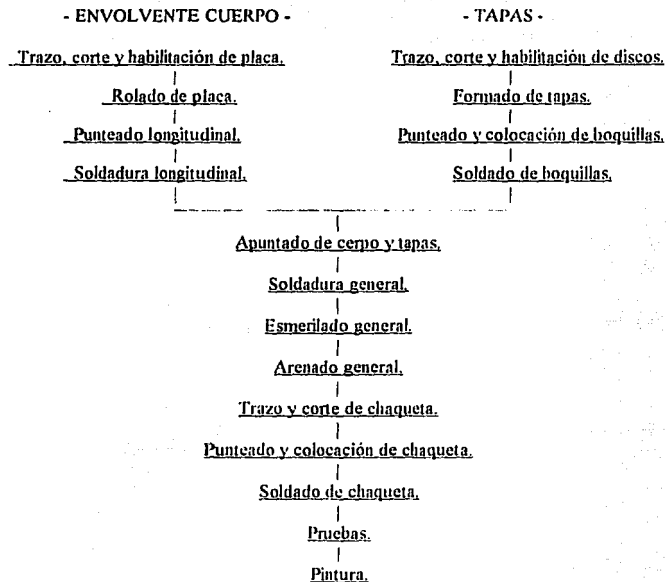 - ENVOLVENTE CUERPO -
- TAPAS -
Trazo, corte y habilitación de placa.
Trazo, corte y habilitación de discos.
Rolado de placa.
Formado de tapas.
Punteado longitudinal.
Punteado y colocación de boquillas.
Soldadura longitudinal.
Soldado de boquillas.
Apuntado de cerpo y tapas.
Soldadura general.
Esmerilado general.
Arenado general.
Trazo y corte de chaqueta.
Punteado y colocación de chaqueta.
Soldado de chaqueta.
Pruebas.
Pintura.